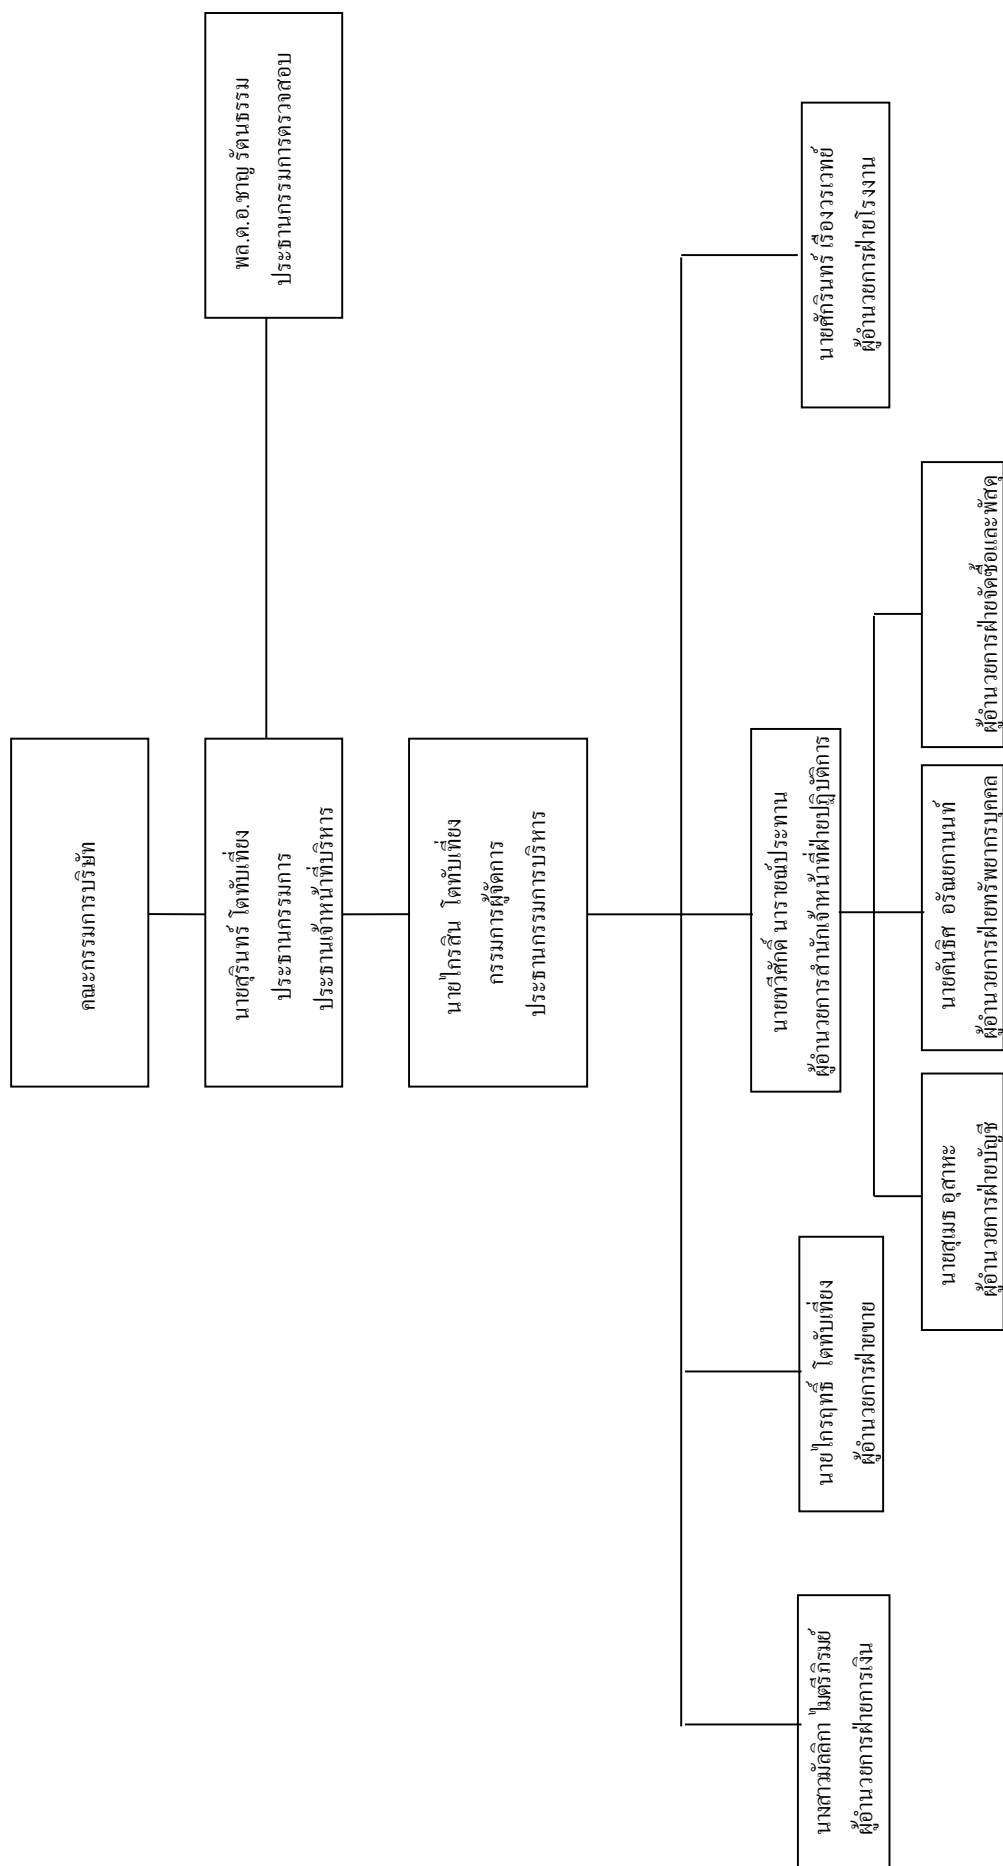 คณะกรรมการบริษัท
นายสุรินทร์ โตทับเที่ยง
ประธานกรรมการ
ประธานเจ้าหน้าที่บริหาร
พล.ต.อ.ชาญ รัตนธรรม
ประธานกรรมการตรวจสอบ
นายไกรสิน โตทับเที่ยง
กรรมการผู้จัดการ
ประธานกรรมการบริหาร
นางสาวมัลลิกา ไมตรีภิรมย์
ผู้อำนวยการฝ่ายการเงิน
นายไกรฤทธิ์ โตทับเที่ยง
ผู้อำนวยการฝ่ายขาย
นายทวีศักดิ์ นารายณ์ประทาน
ผู้อำนวยการสำนักเจ้าหน้าที่ฝ่ายปฏิบัติการ
นายศักรินทร์ เรืองวรเวทย์
ผู้อำนวยการฝ่ายโรงงาน
นายสุเมธ อุสาหะ
ผู้อำนวยการฝ่ายบัญชี
นายคันธิศ อรัณยกานนท์
ผู้อำนวยการฝ่ายทรัพยากรบุคคล
ผู้อำนวยการฝ่ายจัดซื้อและพัสดุ